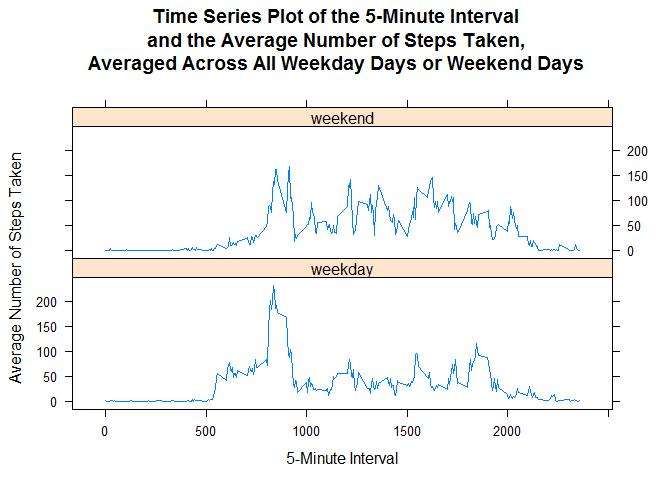 Time Series Plot of the 5-Minute Interval
and the Average Number of Steps Taken,
Averaged Across All Weekday Days or Weekend Days
weekend
200
150
100
50
0
Average Number of Steps Taken
weekday
200
150
100
50
0
0 500 1000 1500 2000
5-Minute Interval